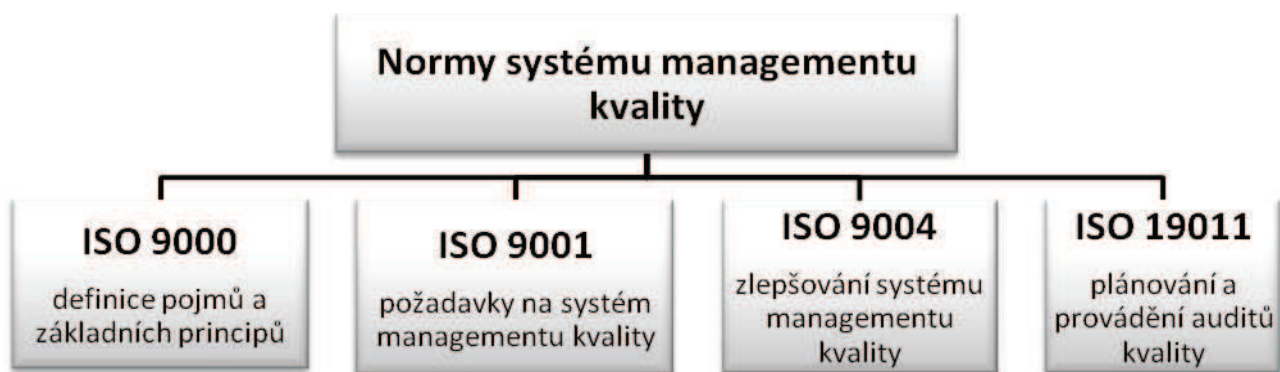 Normy systému managementu
kvality
ISO 9000
definice pojmů a
základních principů
ISO 9001
požadavky na systém
managementu kvality
ISO 9004
zlepšování systému
managementu
kvality
ISO 19011
plánování a
provádění auditů
kvality